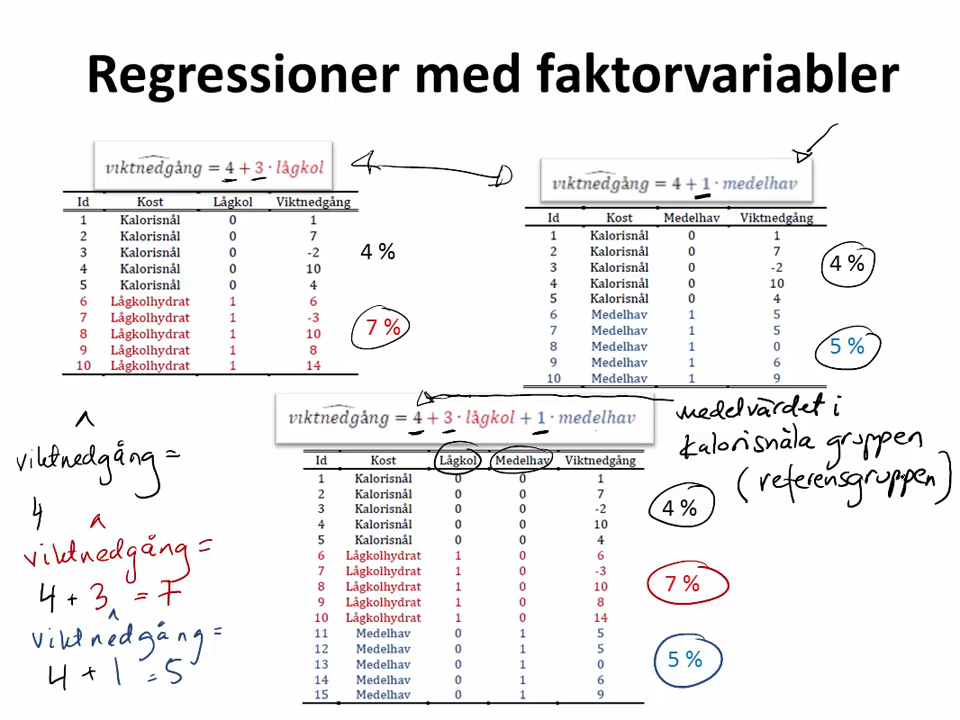 Regressioner med faktorvariabler
viktnedgång = 4 + 3 · lågkol
Id Kost Lågkol Viktnedgång
1 Kalorisnål 0 1
2 Kalorisnål 0 7
3 Kalorisnål 0 -2
4 Kalorisnål 0 10
5 Kalorisnål 0 4
6 Lågkolhydrat 1 6
7 Lågkolhydrat 1 -3
8 Lågkolhydrat 1 10
9 Lågkolhydrat 1 8
10 Lågkolhydrat 1 14
4 %
7 %
viktnedgång = 4 + 1 · medelhav
Id Kost Medelhav Viktnedgång
1 Kalorisnål 0 1
2 Kalorisnål 0 7
3 Kalorisnål 0 -2
4 Kalorisnål 0 10
5 Kalorisnål 0 4
6 Medelhav 1 5
7 Medelhav 1 5
8 Medelhav 1 0
9 Medelhav 1 6
10 Medelhav 1 9
4 %
5 %
viktnedgång = 4 + 3 · lågkol + 1 · medelhav
Id Kost Lågkol Medelhav Viktnedgång
1 Kalorisnål 0 0 1
2 Kalorisnål 0 0 7
3 Kalorisnål 0 0 -2
4 Kalorisnål 0 0 10
5 Kalorisnål 0 0 4
6 Lågkolhydrat 1 0 6
7 Lågkolhydrat 1 0 -3
8 Lågkolhydrat 1 0 10
9 Lågkolhydrat 1 0 8
10 Lågkolhydrat 1 0 14
11 Medelhav 0 1 5
12 Medelhav 0 1 5
13 Medelhav 0 1 0
14 Medelhav 0 1 6
15 Medelhav 0 1 9
4 %
7 %
5 %
medelvärdet i
kalorisnåla gruppen
(referensgruppen)
viktnedgång =
4
viktnedgång =
4 + 3 = 7
viktnedgång =
4 + 1 = 5